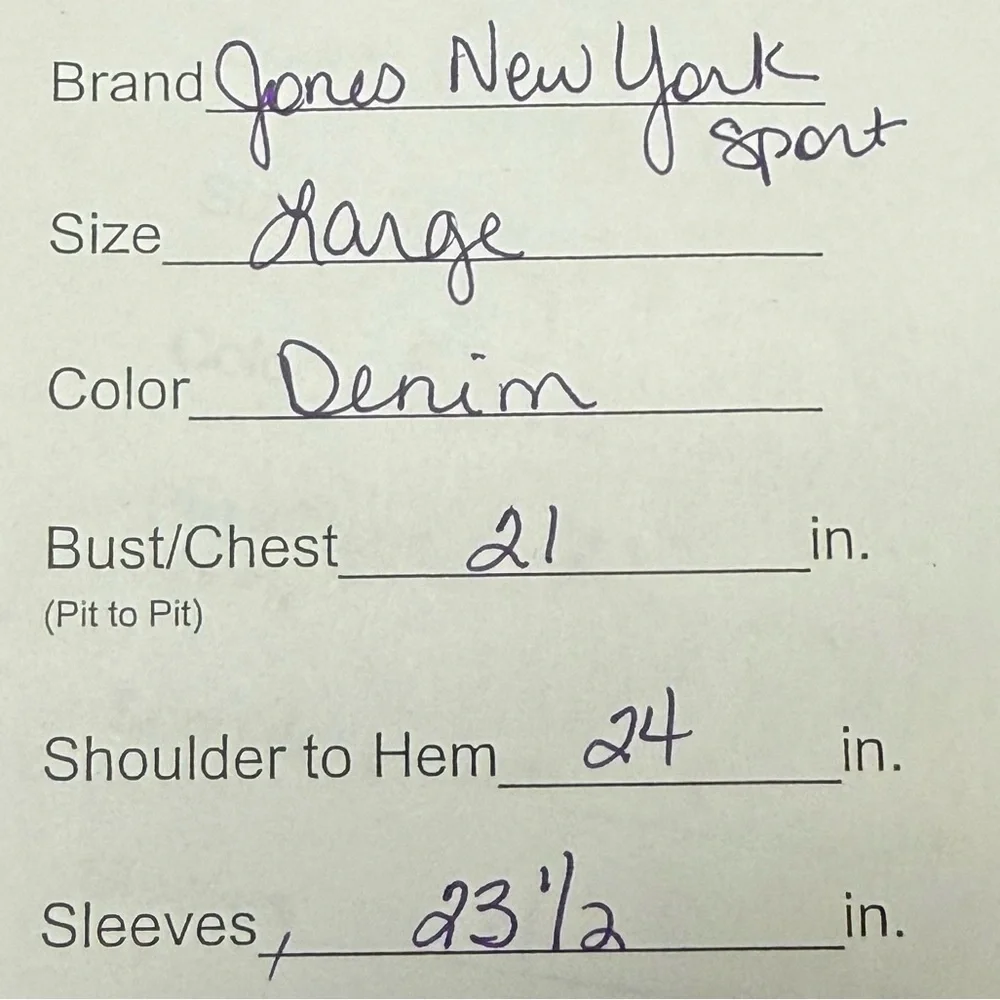 Brand Jones New York
Sport
Size Large
Color Denim
Bust/Chest 21 in.
(Pit to Pit)
Shoulder to Hem 24 in.
Sleeves 23 1/2 in.